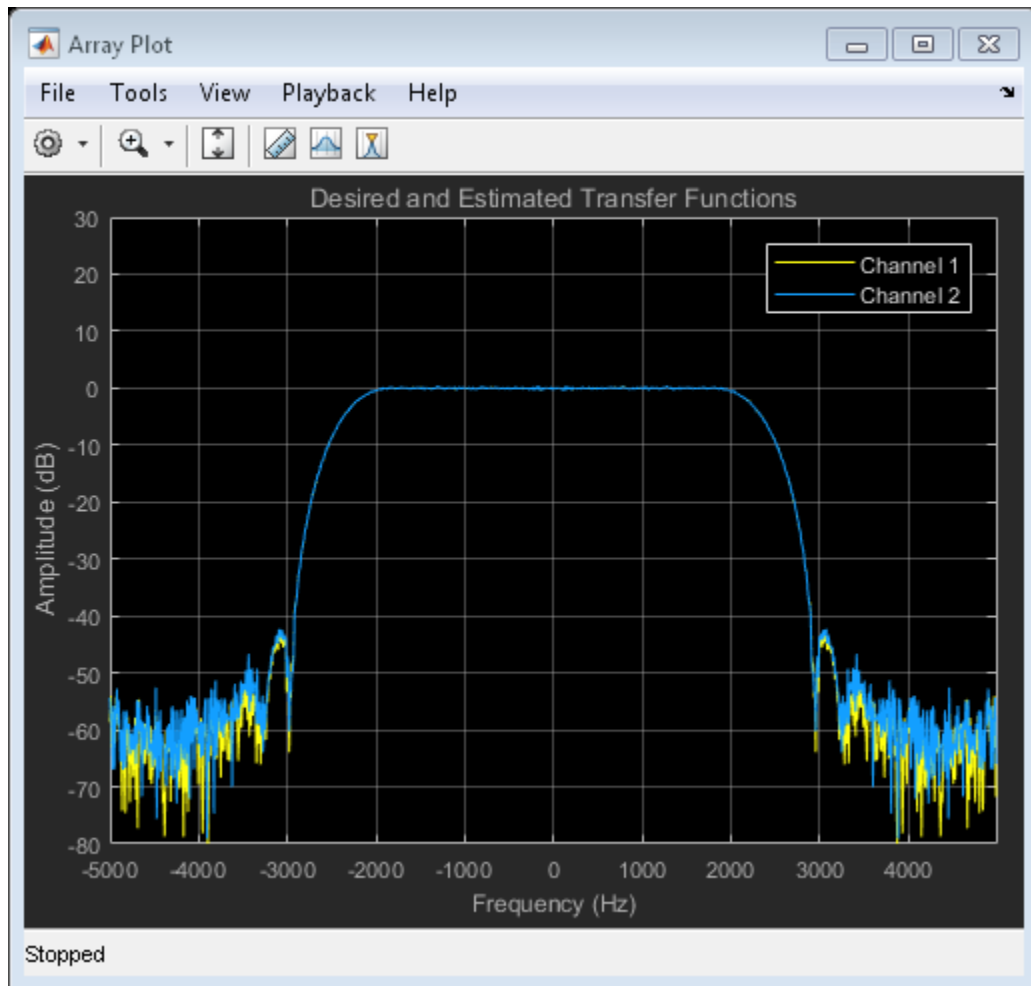 Array Plot
File Tools View Playback Help
Desired and Estimated Transfer Functions
Channel 1
Channel 2
30
20
10
0
-10
-20
-30
-40
-50
-60
-70
-80
Amplitude (dB)
-5000 -4000 -3000 -2000 -1000 0 1000 2000 3000 4000
Frequency (Hz)
Stopped